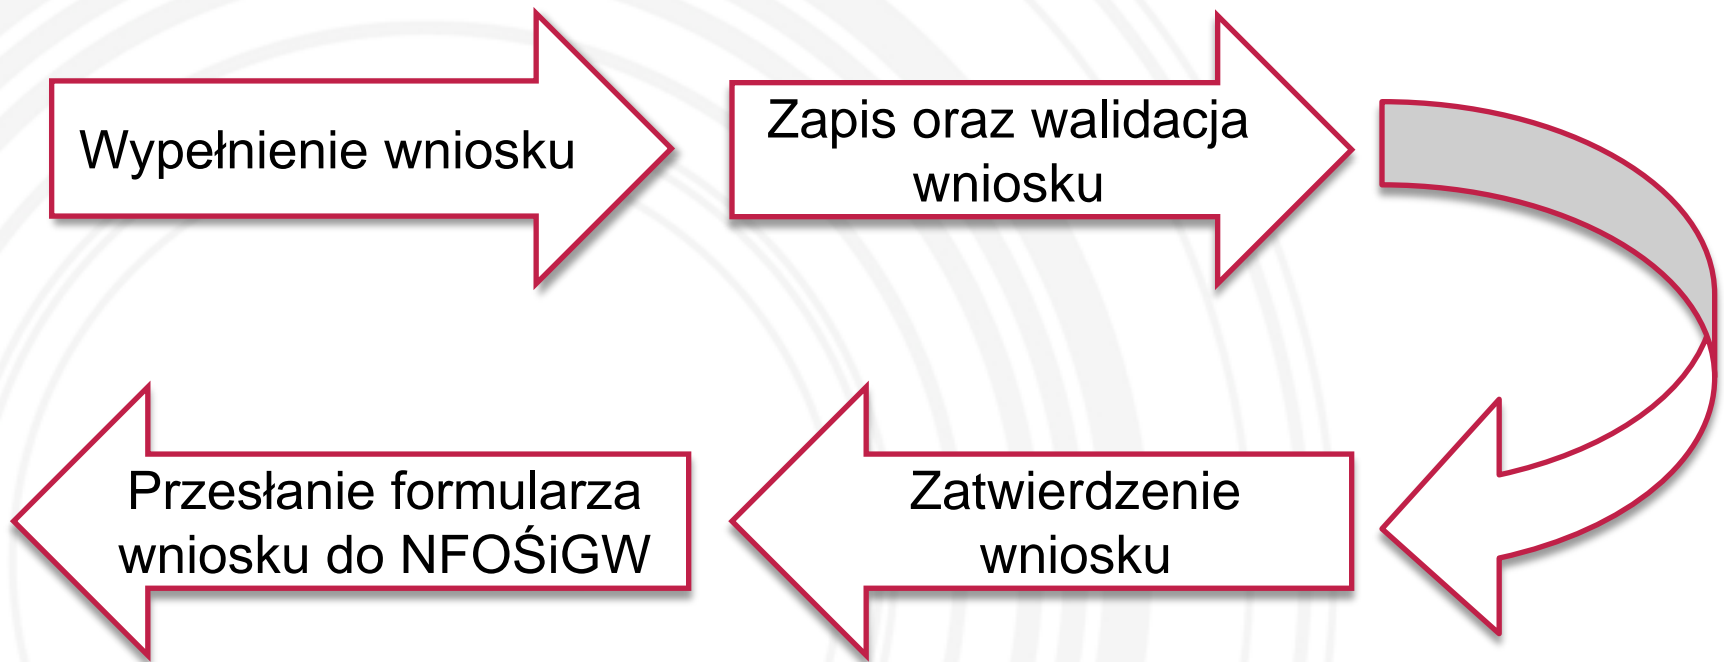 Wypełnienie wniosku
Zapis oraz walidacja
wniosku
Zatwierdzenie
wniosku
Przesłanie formularza
wniosku do NFOŚiGW